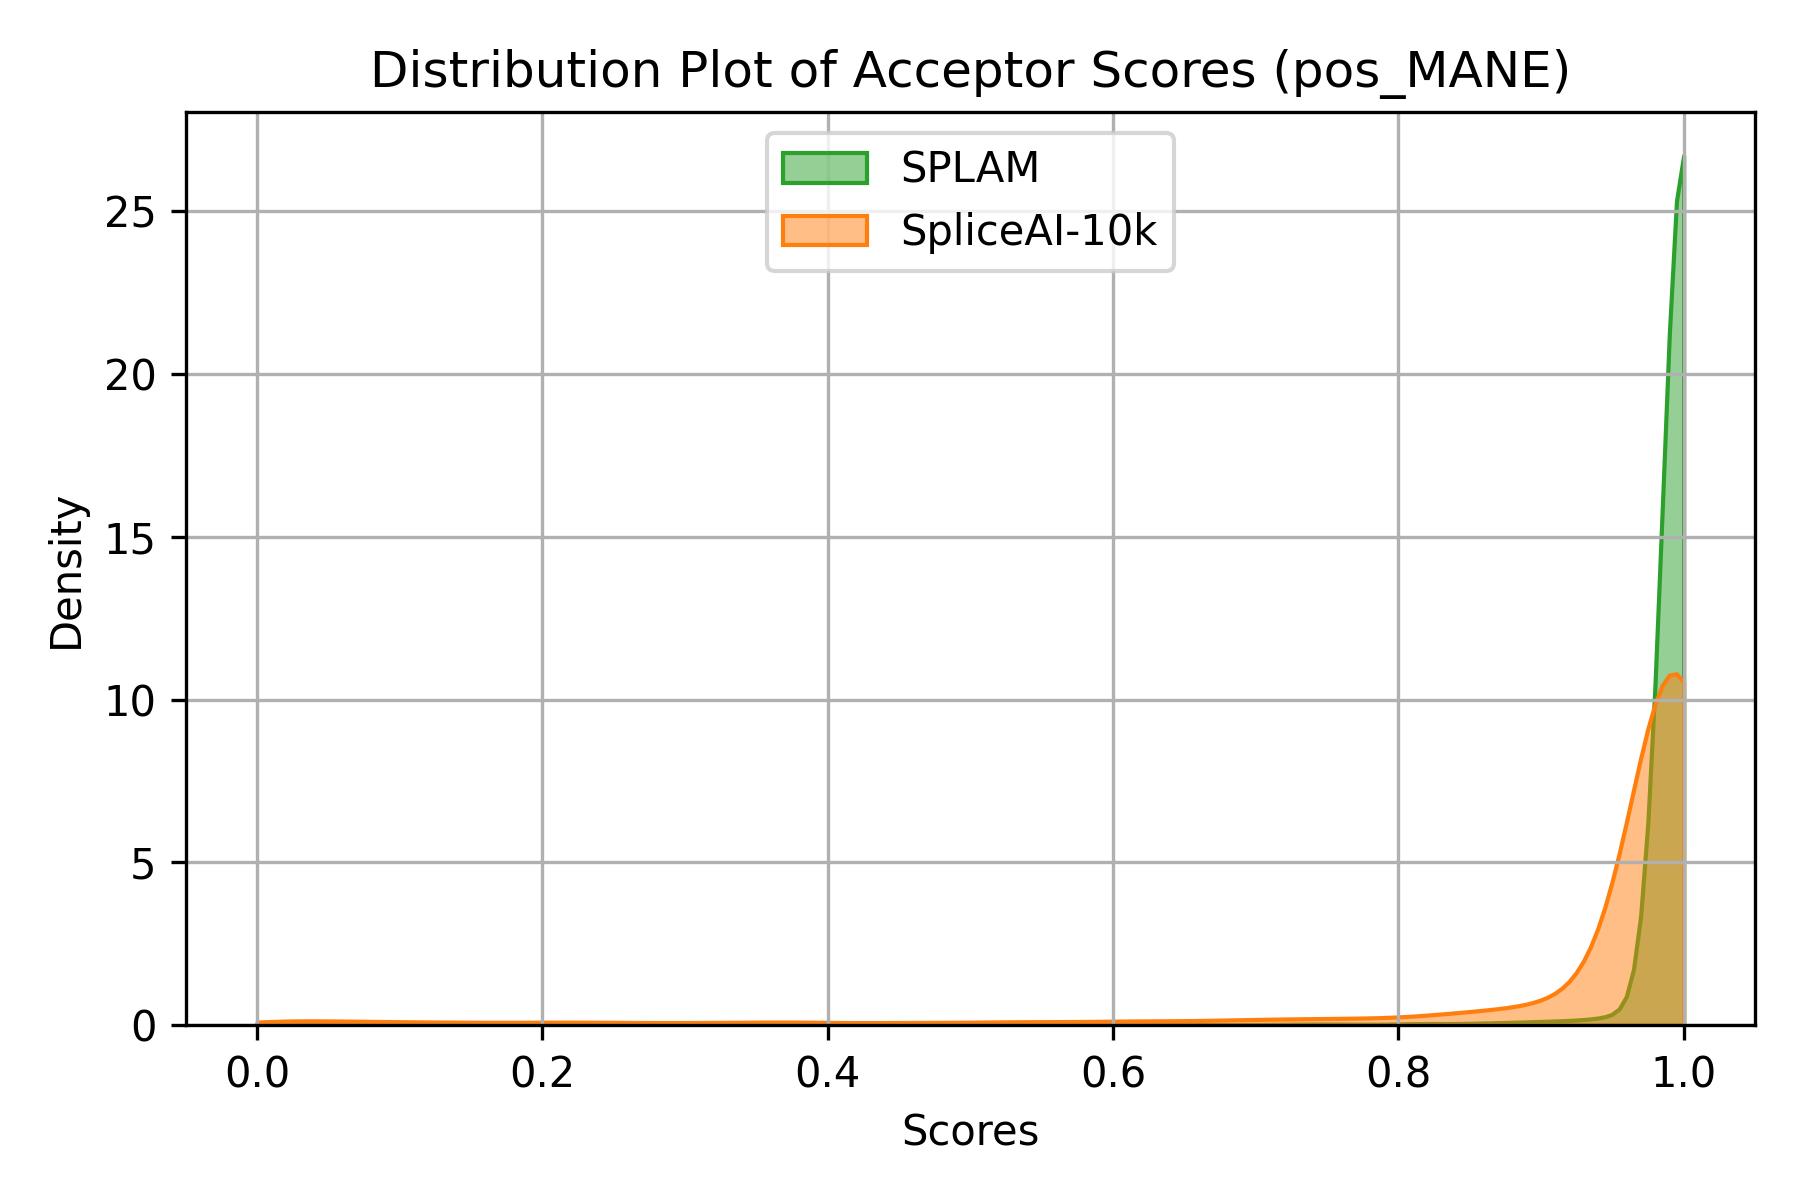 Distribution Plot of Acceptor Scores (pos_MANE)
SPLAM
SpliceAI-10k
25
20
15
10
5
0
Density
0.0 0.2 0.4 0.6 0.8 1.0
Scores